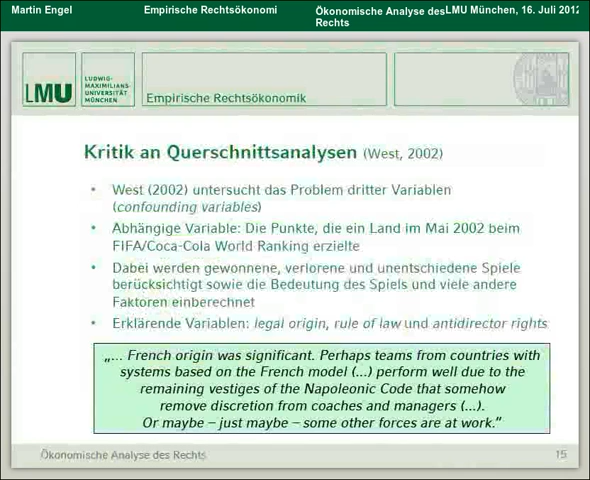 Martin Engel
Empirische Rechtsökonomi
Ökonomische Analyse des
Rechts
LMU München, 16. Juli 2012
LMU
LUDWIG-
MAXIMILIANS-
UNIVERSITÄT
MÜNCHEN
Empirische Rechtsökonomik
Kritik an Querschnittsanalysen (West, 2002)
• West (2002) untersucht das Problem dritter Variablen
(confounding variables)
• Abhängige Variable: Die Punkte, die ein Land im Mai 2002 beim
FIFA/Coca-Cola World Ranking erzielte
• Dabei werden gewonnene, verlorene und unentschiedene Spiele
berücksichtigt sowie die Bedeutung des Spiels und viele andere
Faktoren einberechnet
• Erklärende Variablen: legal origin, rule of law und antidirector rights
„... French origin was significant. Perhaps teams from countries with
systems based on the French model (...) perform well due to the
remaining vestiges of the Napoleonic Code that somehow
remove discretion from coaches and managers (...).
Or maybe – just maybe – some other forces are at work.”
Ökonomische Analyse des Rechts
15